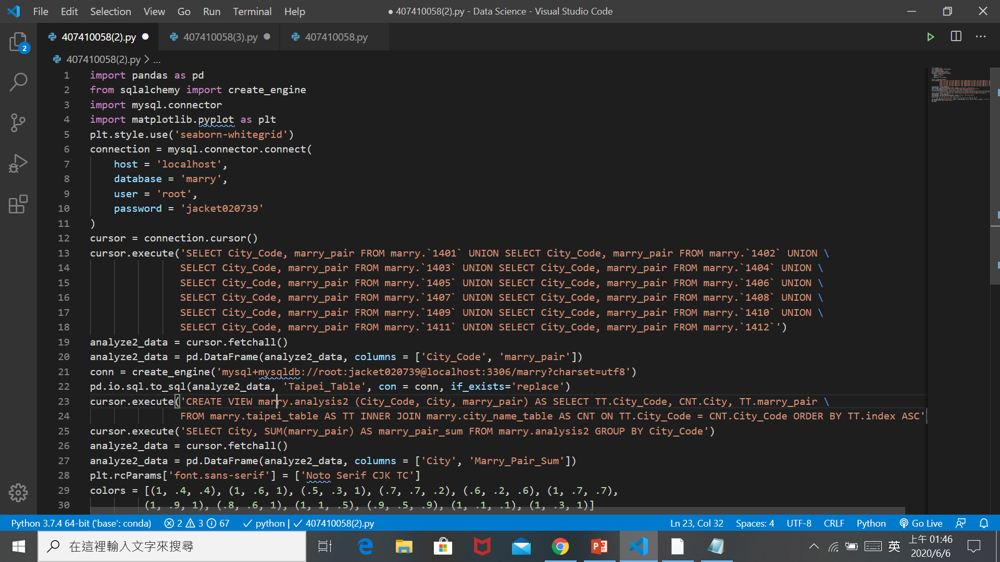 File Edit Selection View Go Run Terminal Help
● 407410058(2).py - Data Science - Visual Studio Code
407410058(2).py ● 407410058(3).py ● 407410058.py
2
407410058(2).py > ...
1 import pandas as pd
2 from sqlalchemy import create_engine
3 import mysql.connector
4 import matplotlib.pyplot as plt
5 plt.style.use('seaborn-whitegrid')
6 connection = mysql.connector.connect(
7 host = 'localhost',
8 database = 'marry',
9 user = 'root',
10 password = 'jacket020739'
11 )
12 cursor = connection.cursor()
13 cursor.execute('SELECT City_Code, marry_pair FROM marry.`1401` UNION SELECT City_Code, marry_pair FROM marry.`1402` UNION \
14 SELECT City_Code, marry_pair FROM marry.`1403` UNION SELECT City_Code, marry_pair FROM marry.`1404` UNION \
15 SELECT City_Code, marry_pair FROM marry.`1405` UNION SELECT City_Code, marry_pair FROM marry.`1406` UNION \
16 SELECT City_Code, marry_pair FROM marry.`1407` UNION SELECT City_Code, marry_pair FROM marry.`1408` UNION \
17 SELECT City_Code, marry_pair FROM marry.`1409` UNION SELECT City_Code, marry_pair FROM marry.`1410` UNION \
18 SELECT City_Code, marry_pair FROM marry.`1411` UNION SELECT City_Code, marry_pair FROM marry.`1412`')
19 analyze2_data = cursor.fetchall()
20 analyze2_data = pd.DataFrame(analyze2_data, columns = ['City_Code', 'marry_pair'])
21 conn = create_engine('mysql+mysqldb://root:jacket020739@localhost:3306/marry?charset=utf8')
22 pd.io.sql.to_sql(analyze2_data, 'Taipei_Table', con = conn, if_exists='replace')
23 cursor.execute('CREATE VIEW marry.analysis2 (City_Code, City, marry_pair) AS SELECT TT.City_Code, CNT.City, TT.marry_pair \
24 FROM marry.taipei_table AS TT INNER JOIN marry.city_name_table AS CNT ON TT.City_Code = CNT.City_Code ORDER BY TT.index ASC'
25 cursor.execute('SELECT City, SUM(marry_pair) AS marry_pair_sum FROM marry.analysis2 GROUP BY City_Code')
26 analyze2_data = cursor.fetchall()
27 analyze2_data = pd.DataFrame(analyze2_data, columns = ['City', 'Marry_Pair_Sum'])
28 plt.rcParams['font.sans-serif'] = ['Noto Serif CJK TC']
29 colors = [(1, .4, .4), (1, .6, 1), (.5, .3, 1), (.7, .7, .2), (.6, .2, .6), (1, .7, .7),
30 (1, .9, 1), (.8, .6, 1), (1, 1, .5), (.9, .5, .9), (1, .1, .1), (1, .3, 1)]
Python 3.7.4 64-bit ('base': conda) 2 3 67 python | 407410058(2).py Ln 23, Col 32 Spaces: 4 UTF-8 CRLF Python Go Live
在這裡輸入文字來搜尋
英
上午 01:46
2020/6/6